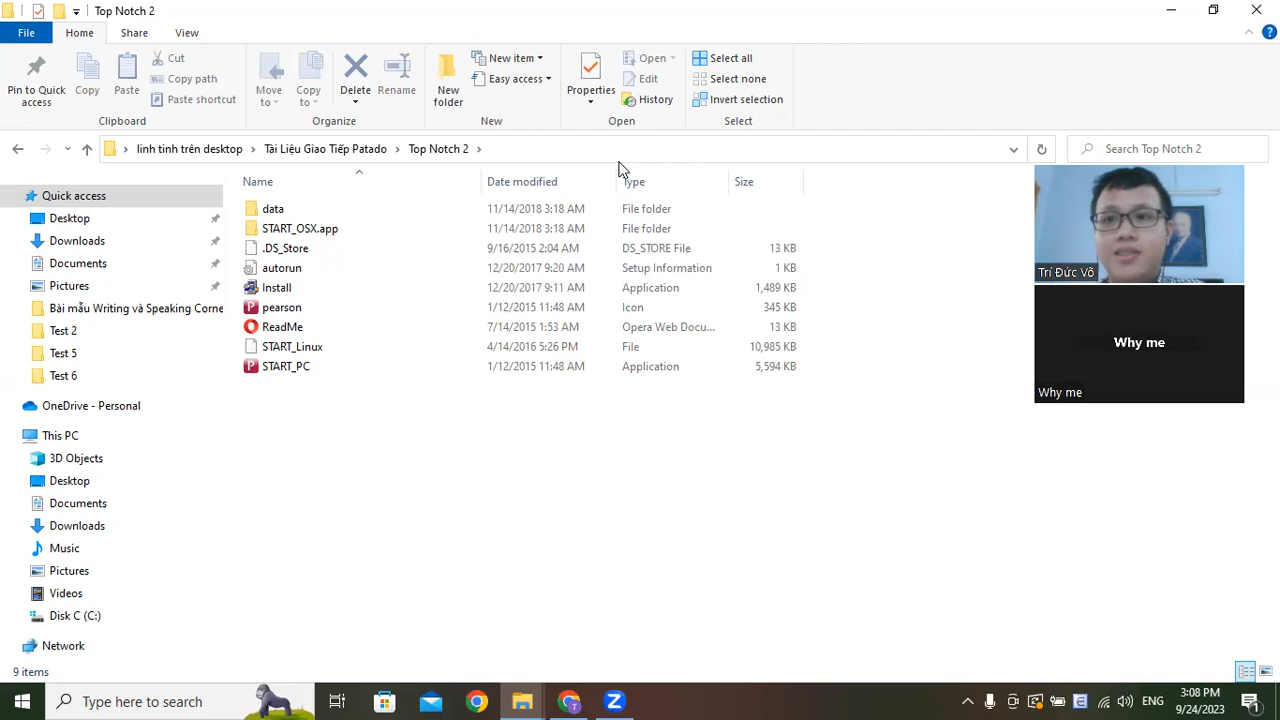 Top Notch 2
File Home Share View
Pin to Quick access
Copy
Paste
Cut
Copy path
Paste shortcut
Clipboard
Move to
Copy to
Delete
Rename
Organize
New folder
New item
Easy access
New
Properties
Open
Edit
History
Open
Select all
Select none
Invert selection
Select
linh tinh trên desktop > Tài Liệu Giao Tiếp Patado > Top Notch 2 >
Search Top Notch 2
Name Date modified Type Size
data 11/14/2018 3:18 AM File folder
START_OSX.app 11/14/2018 3:18 AM File folder
.DS_Store 9/16/2015 2:04 AM DS_STORE File 13 KB
autorun 12/20/2017 9:20 AM Setup Information 1 KB
Install 12/20/2017 9:11 AM Application 1,489 KB
pearson 1/12/2015 11:48 AM Icon 345 KB
ReadMe 7/14/2015 1:53 AM Opera Web Docu... 13 KB
START_Linux 4/14/2016 5:26 PM File 10,985 KB
START_PC 1/12/2015 11:48 AM Application 5,594 KB
Quick access
Desktop
Downloads
Documents
Pictures
Bài mẫu Writing và Speaking Corne
Test 2
Test 5
Test 6
OneDrive - Personal
This PC
3D Objects
Desktop
Documents
Downloads
Music
Pictures
Videos
Disk C (C:)
Network
Trí Đức Võ
Why me
Why me
9 items
Type here to search
ENG
3:08 PM
9/24/2023
1